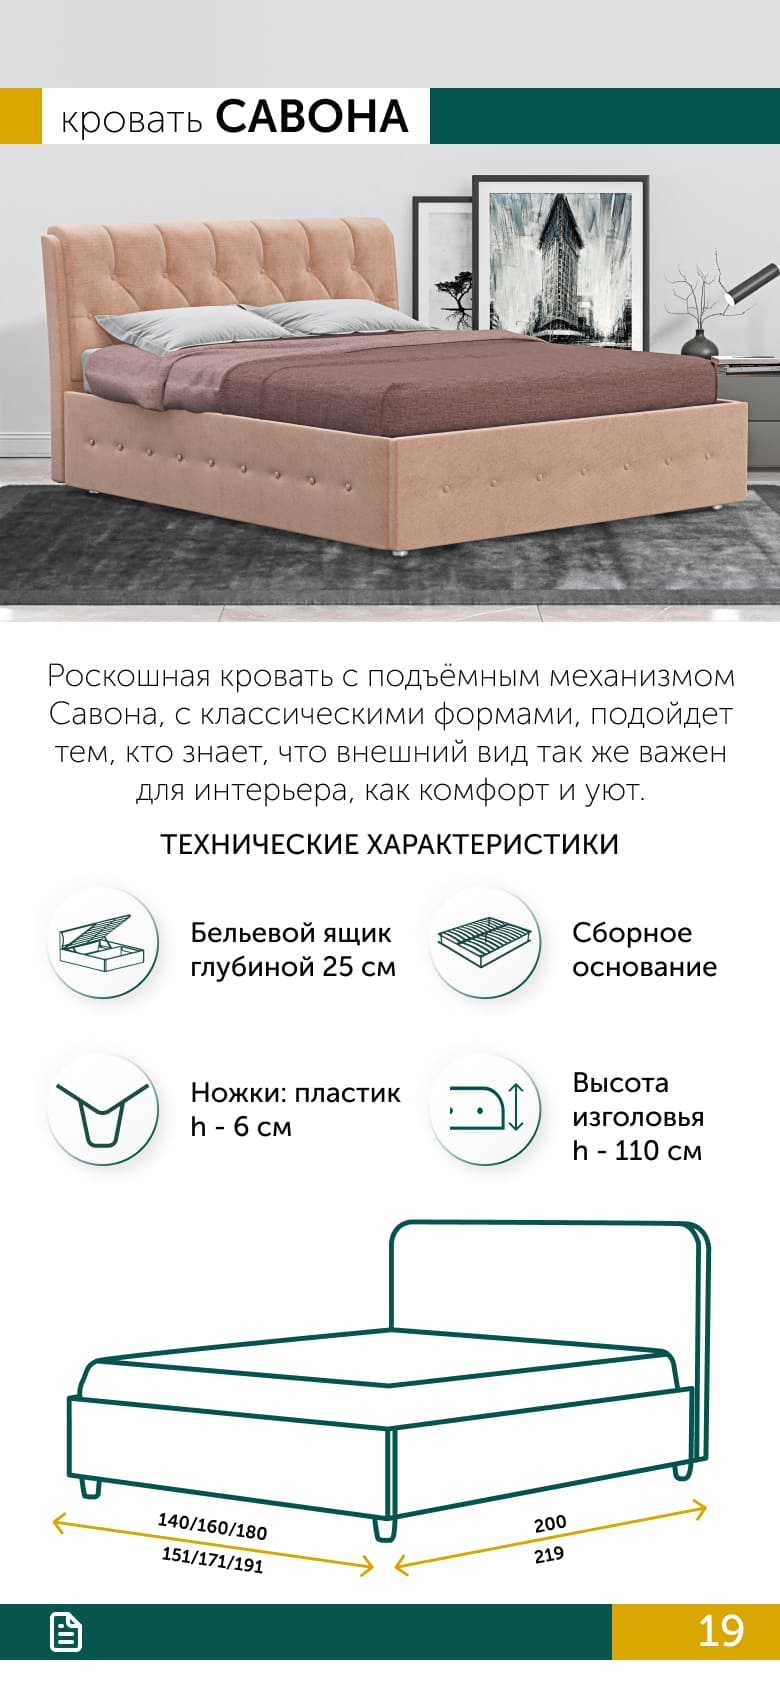 кровать САВОНА
Роскошная кровать с подъёмным механизмом
Савона, с классическими формами, подойдет
тем, кто знает, что внешний вид так же важен
для интерьера, как комфорт и уют.
ТЕХНИЧЕСКИЕ ХАРАКТЕРИСТИКИ
Бельевой ящик
глубиной 25 см
Сборное
основание
Ножки: пластик
h - 6 см
Высота
изголовья
h - 110 см
140/160/180
151/171/191
200
219
19